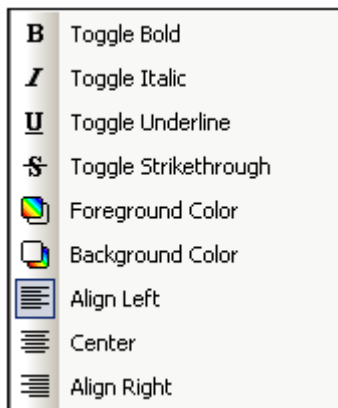 B Toggle Bold
I Toggle Italic
U Toggle Underline
S Toggle Strikethrough
Foreground Color
Background Color
Align Left
Center
Align Right